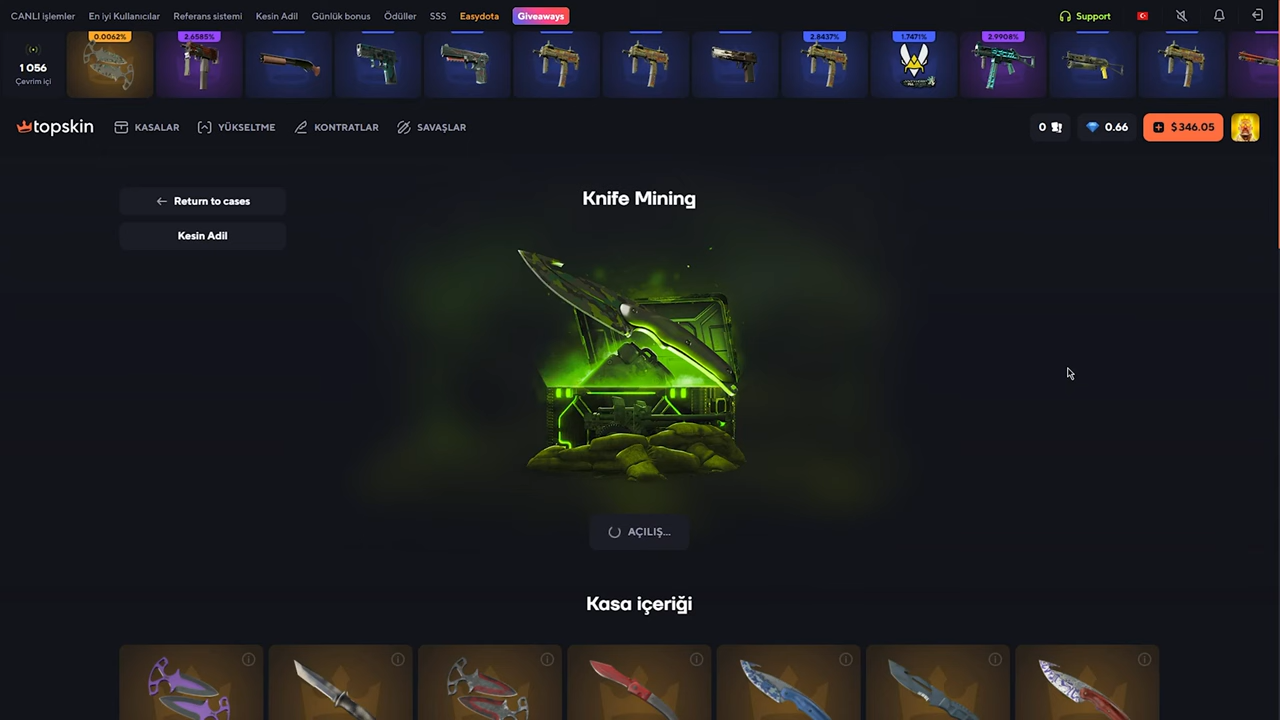 CANLI işlemler En iyi Kullanıcılar Referans sistemi Kesin Adil Günlük bonus Ödüller SSS Easydota Giveaways Support
0.0062% 2.6585% 2.8437% 1.7471% 2.9908%
1 056
Çevrim içi
topskin KASALAR YÜKSELTME KONTRATLAR SAVAŞLAR 0 0.66 $346.05
Return to cases
Knife Mining
Kesin Adil
AÇILIŞ...
Kasa içeriği